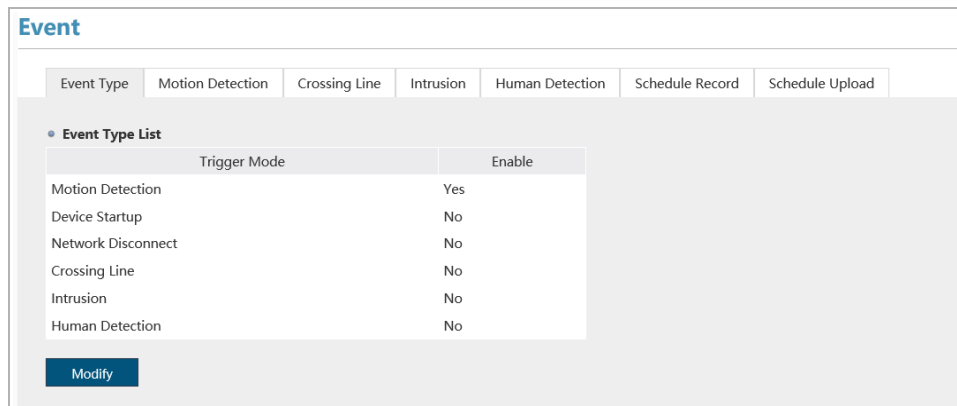 Event
Event Type Motion Detection Crossing Line Intrusion Human Detection Schedule Record Schedule Upload
Event Type List
Trigger Mode Enable
Motion Detection Yes
Device Startup No
Network Disconnect No
Crossing Line No
Intrusion No
Human Detection No
Modify